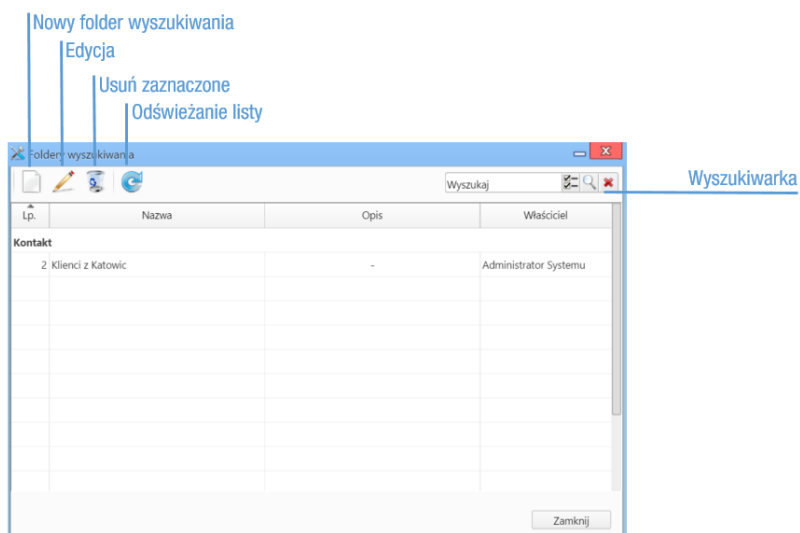 Nowy folder wyszukiwania
Edycja
Usuń zaznaczone
Odświeżanie listy
Foldery wyszukiwania
Wyszukaj
Wyszukiwarka
Lp. Nazwa Opis Właściciel
Kontakt
2 Klienci z Katowic - Administrator Systemu
Zamknij